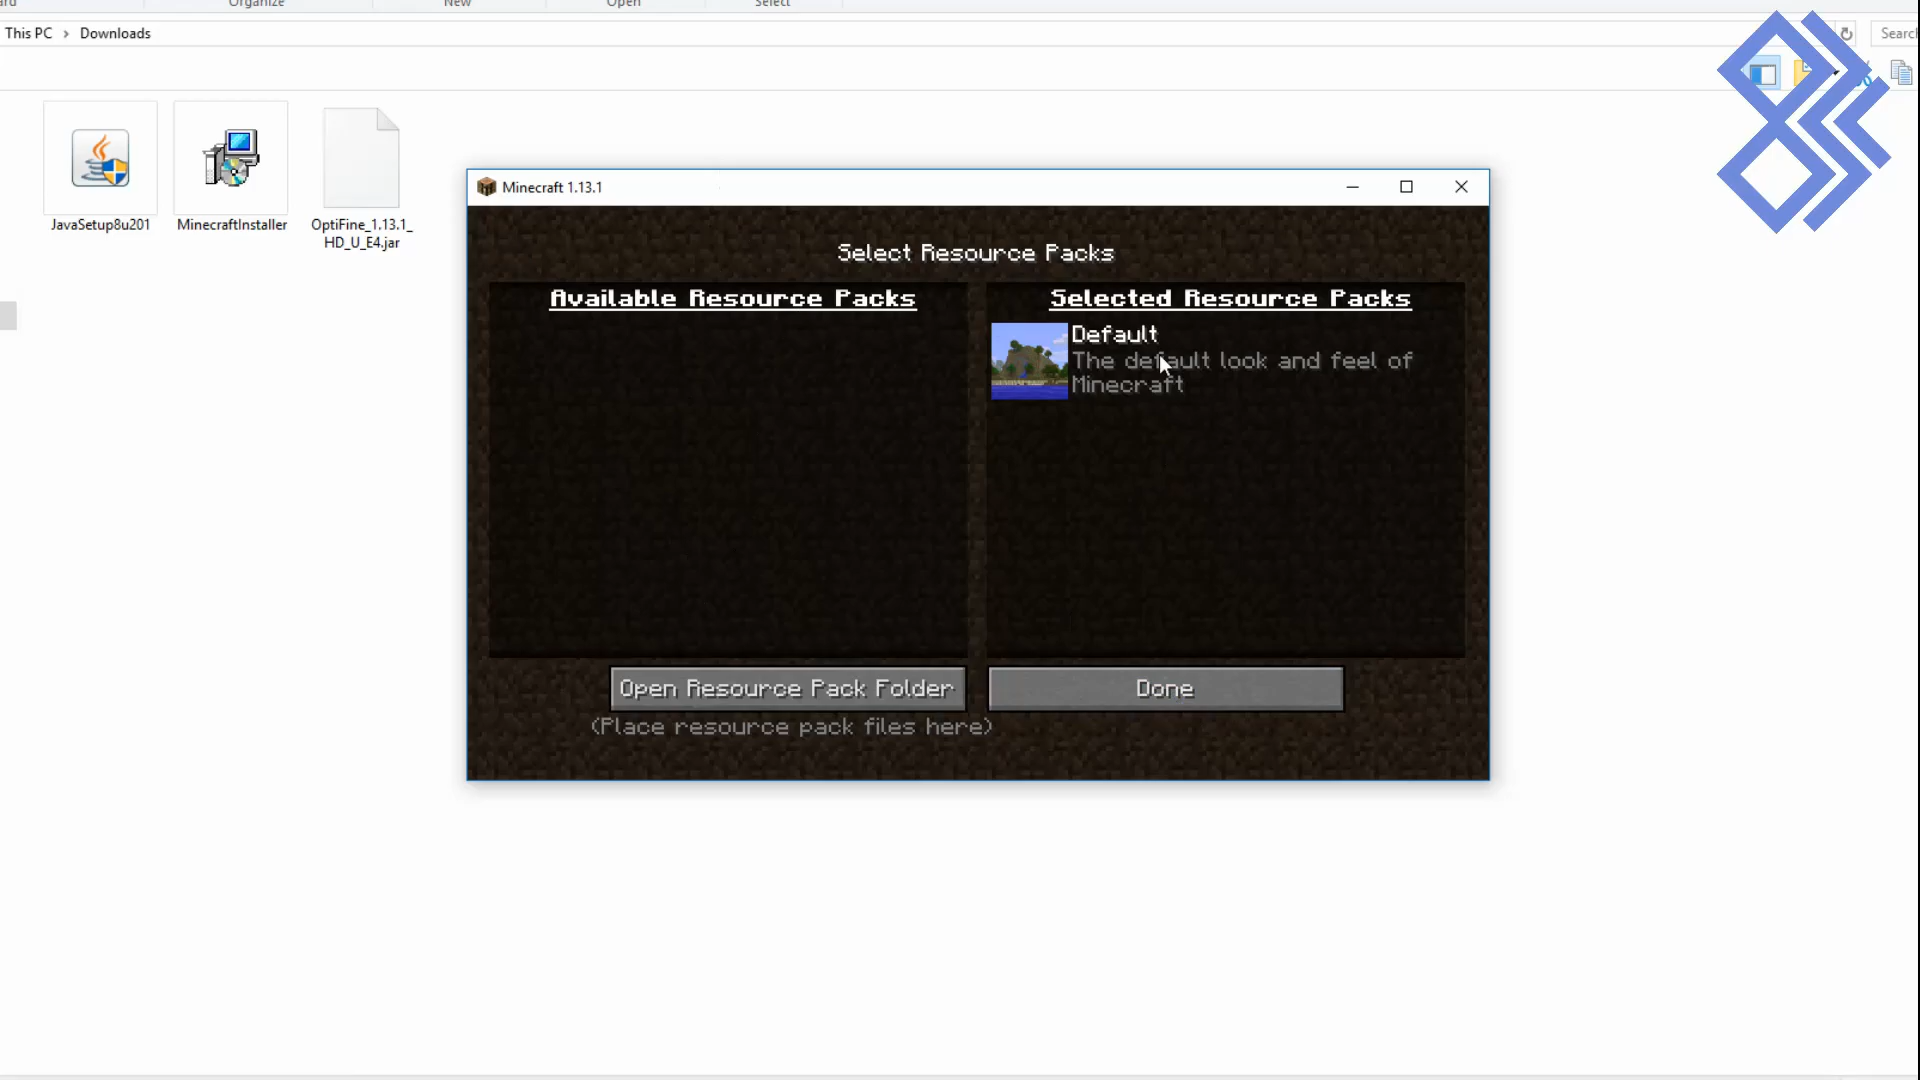 Organize
New
Open
Select
This PC > Downloads
Search
JavaSetup8u201
MinecraftInstaller
OptiFine_1.13.1_
HD_U_E4.jar
Minecraft 1.13.1
Select Resource Packs
Available Resource Packs
Selected Resource Packs
Default
The default look and feel of
Minecraft
Open Resource Pack Folder
Done
(Place resource pack files here)